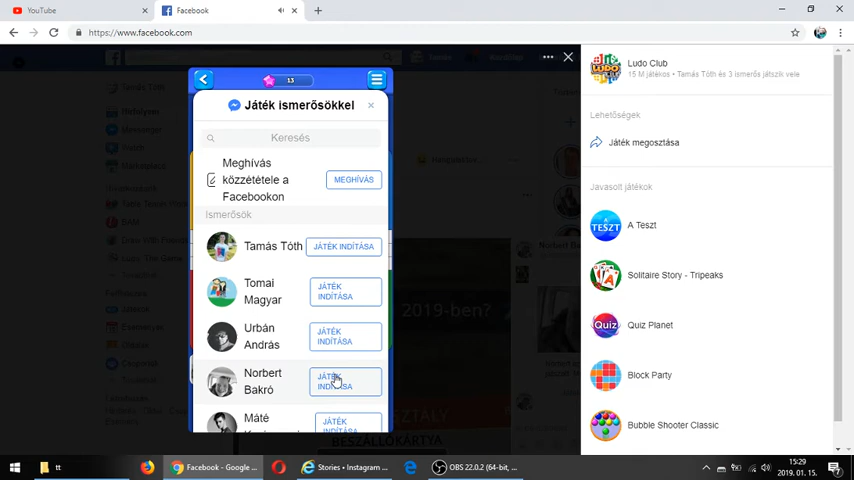 YouTube
Facebook
https://www.facebook.com
13
Játék ismerősökkel
Keresés
Meghívás
közzététele a
Facebookon
MEGHÍVÁS
Ismerősök
Tamás Tóth
JÁTÉK INDÍTÁSA
Tomai
Magyar
JÁTÉK
INDÍTÁSA
Urbán
András
JÁTÉK
INDÍTÁSA
Norbert
Bakró
JÁTÉK
INDÍTÁSA
Máté
JÁTÉK
INDÍTÁSA
2019-ben?
BESZÁLLÓKÁRTYA
Ludo Club
15 M játékos • Tamás Tóth és 3 ismerős játszik vele
Lehetőségek
Játék megosztása
Javasolt játékok
A TESZT
A Teszt
Solitaire Story - Tripeaks
Quiz
Quiz Planet
Block Party
Bubble Shooter Classic
tt
Facebook - Google ...
Stories • Instagram ...
OBS 22.0.2 (64-bit, ...
15:29
2019. 01. 15.